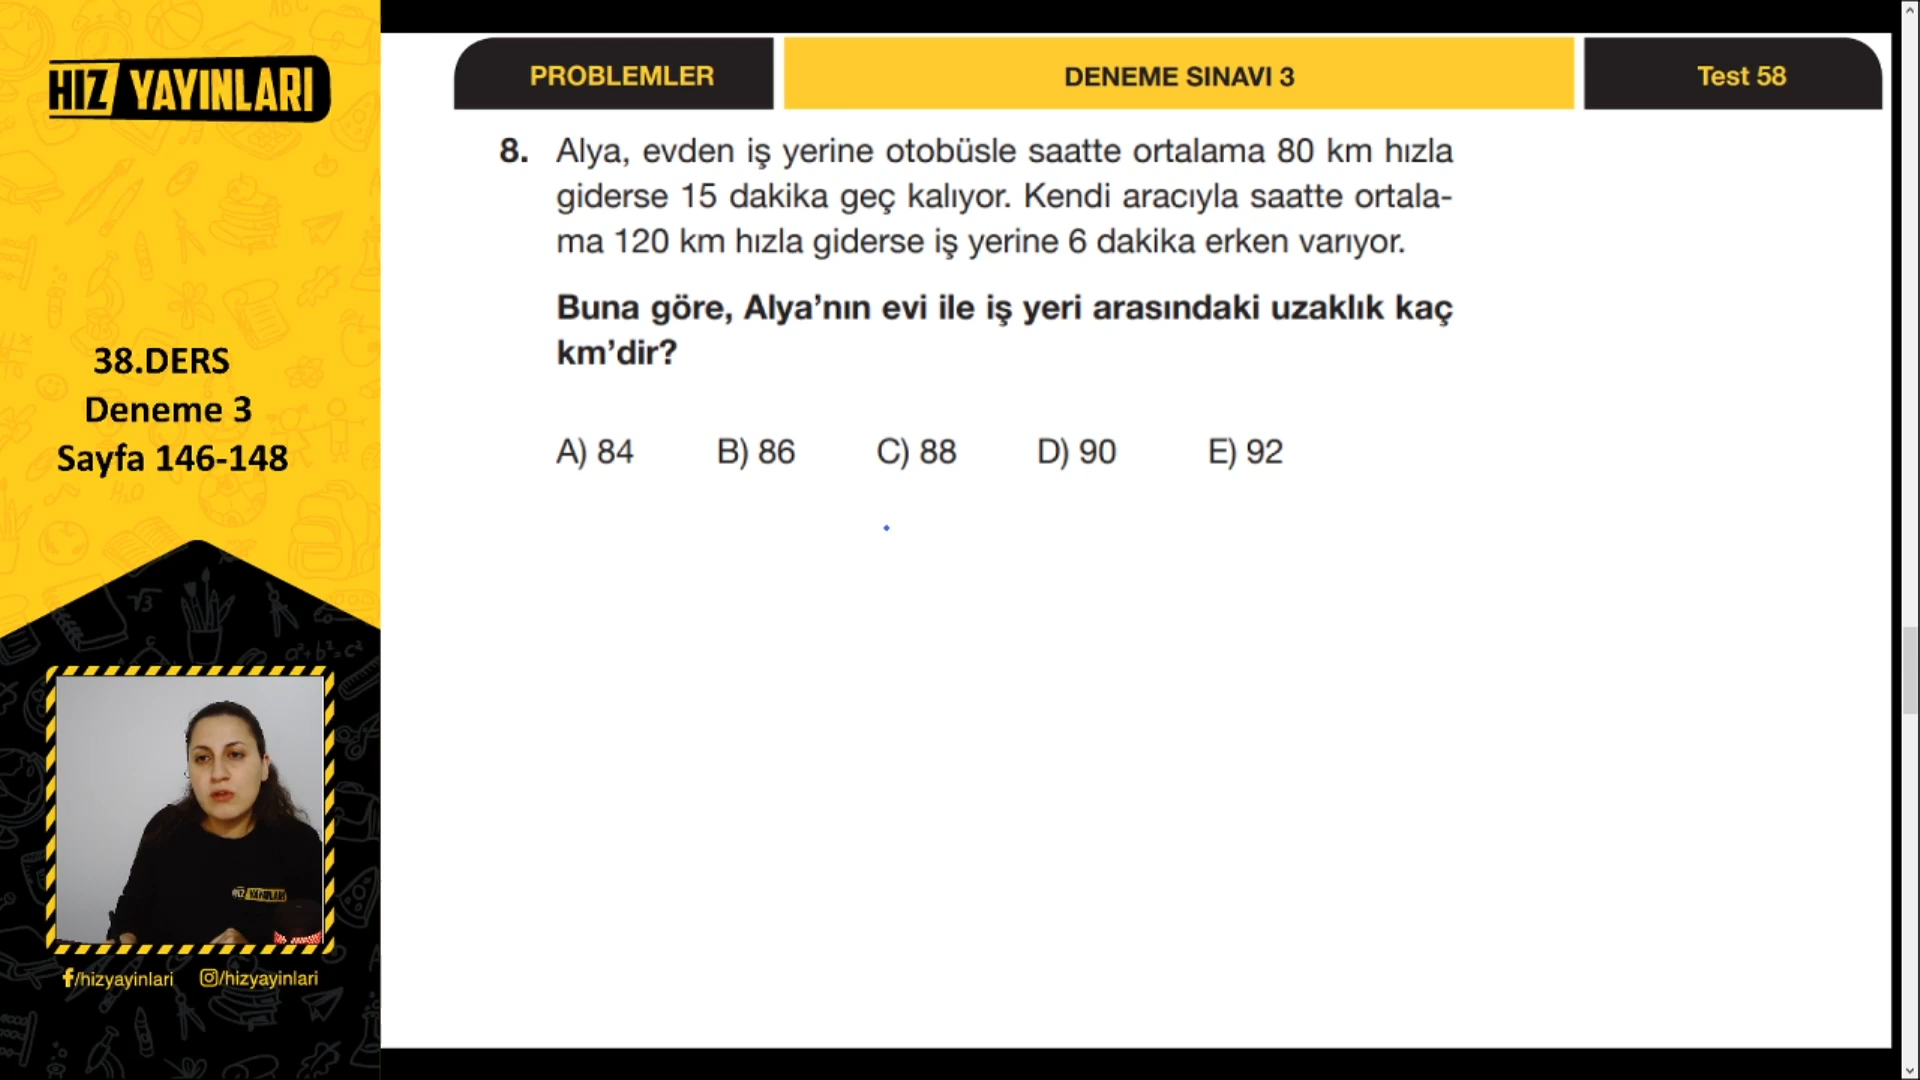 HIZ YAYINLARI
38.DERS
Deneme 3
Sayfa 146-148
f/hizyayinlari /hizyayinlari
PROBLEMLER DENEME SINAVI 3 Test 58
8. Alya, evden iş yerine otobüsle saatte ortalama 80 km hızla
giderse 15 dakika geç kalıyor. Kendi aracıyla saatte ortala-
ma 120 km hızla giderse iş yerine 6 dakika erken varıyor.
Buna göre, Alya’nın evi ile iş yeri arasındaki uzaklık kaç
km’dir?
A) 84 B) 86 C) 88 D) 90 E) 92